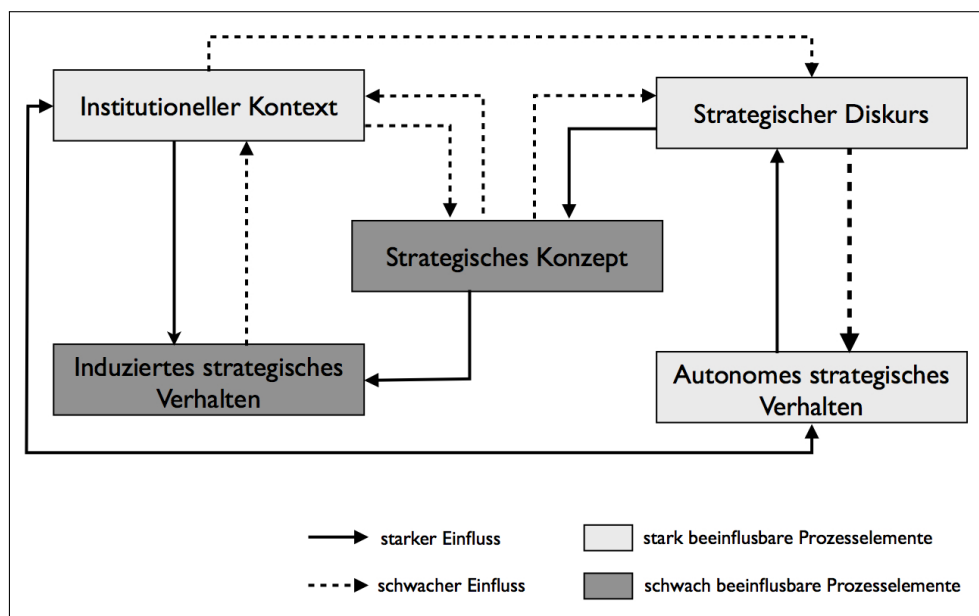 Institutioneller Kontext
Strategischer Diskurs
Strategisches Konzept
Induziertes strategisches
Verhalten
Autonomes strategisches
Verhalten
starker Einfluss
stark beeinflusbare Prozesselemente
schwacher Einfluss
schwach beeinflusbare Prozesselemente